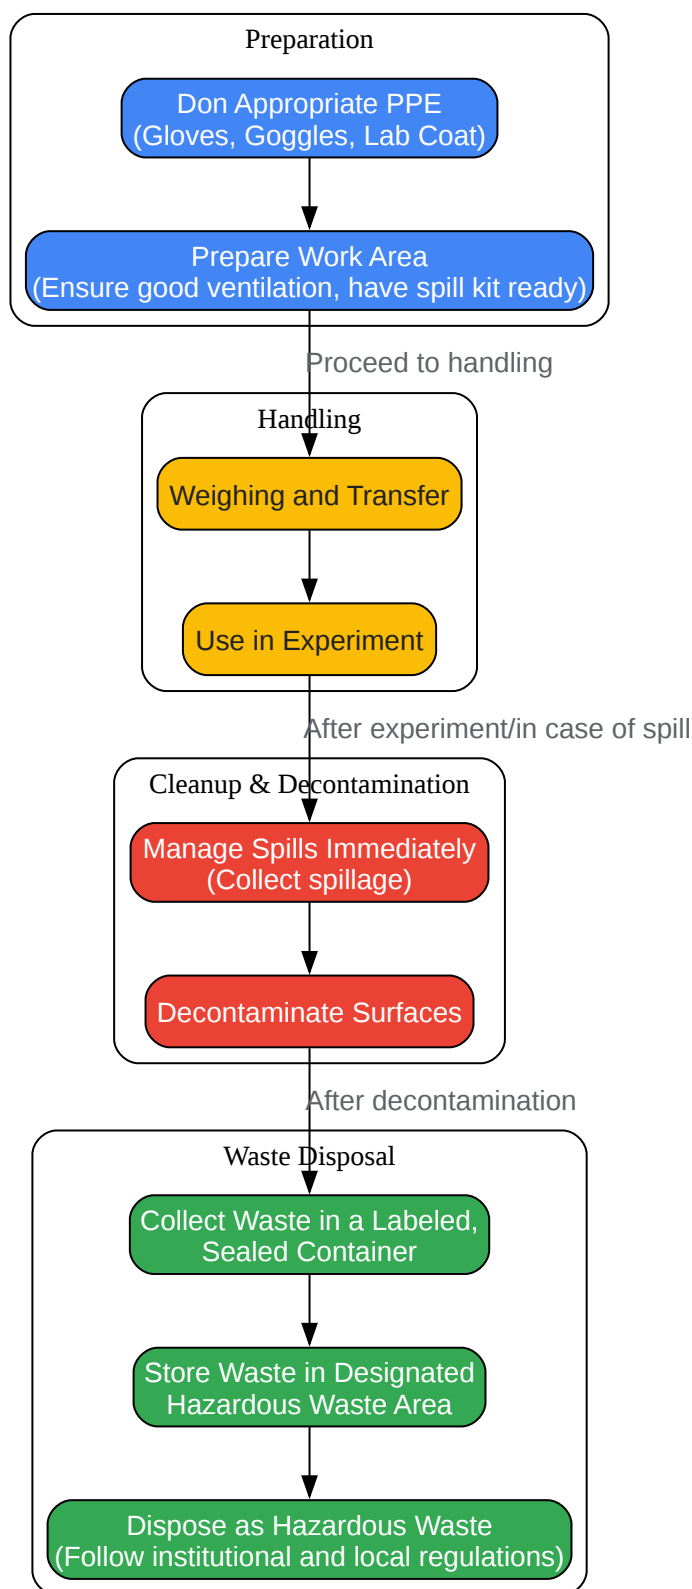 Preparation
Don Appropriate PPE
(Gloves, Goggles, Lab Coat)
Prepare Work Area
(Ensure good ventilation, have spill kit ready)
Proceed to handling
Handling
Weighing and Transfer
Use in Experiment
After experiment/in case of spill
Cleanup & Decontamination
Manage Spills Immediately
(Collect spillage)
Decontaminate Surfaces
After decontamination
Waste Disposal
Collect Waste in a Labeled,
Sealed Container
Store Waste in Designated
Hazardous Waste Area
Dispose as Hazardous Waste
(Follow institutional and local regulations)